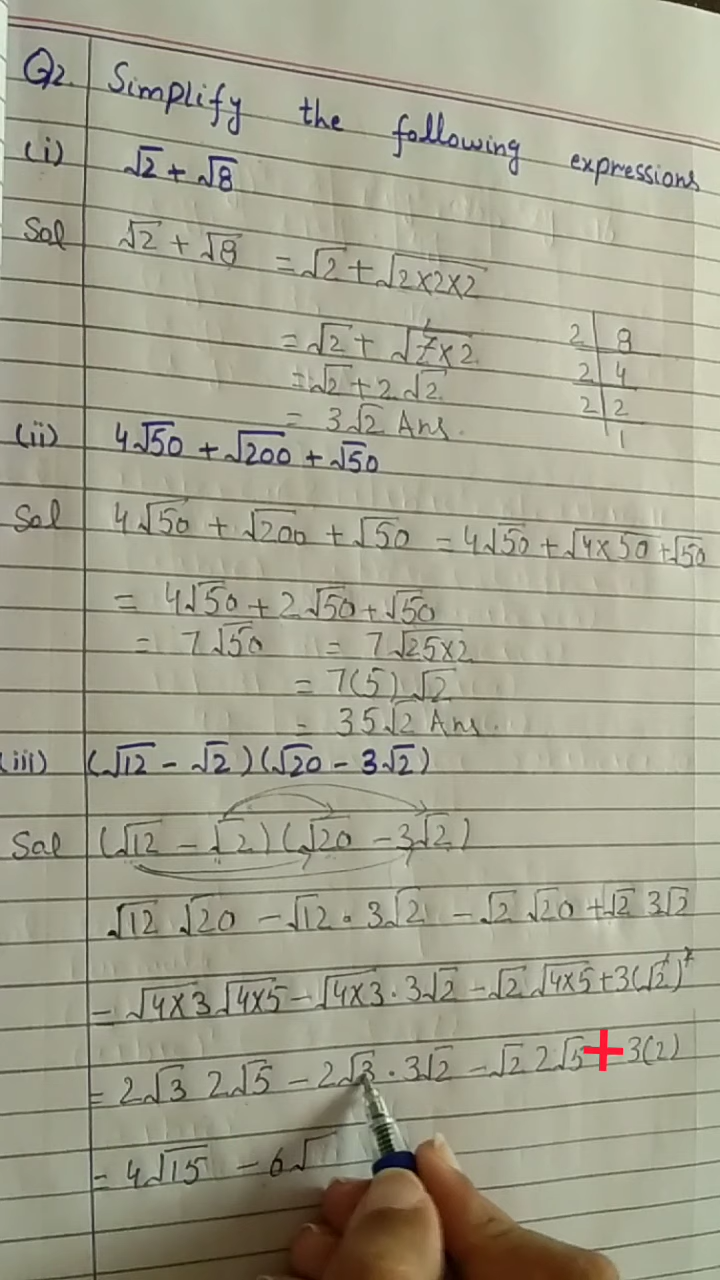 Q2. Simplify the following expressions
(i) √2 + √8
Sol √2 + √8 = √2 + √2×2×2
= √2 + √2²×2
= √2 + 2√2
= 3√2 Ans.
2 | 8
2 | 4
2 | 2
1
(ii) 4√50 + √200 + √50
Sol 4√50 + √200 + √50 = 4√50 + √4×50 + √50
= 4√50 + 2√50 + √50
= 7√50 = 7√25×2
= 7(5)√2
= 35√2 Ans.
(iii) (√12 - √2)(√20 - 3√2)
Sol (√12 - √2)(√20 - 3√2)
√12 √20 - √12 · 3√2 - √2 √20 + √2 3√2
= √4×3 √4×5 - √4×3 · 3√2 - √2 √4×5 + 3(√2)²
= 2√3 2√5 - 2√3 · 3√2 - √2 2√5 + 3(2)
= 4√15 - 6√